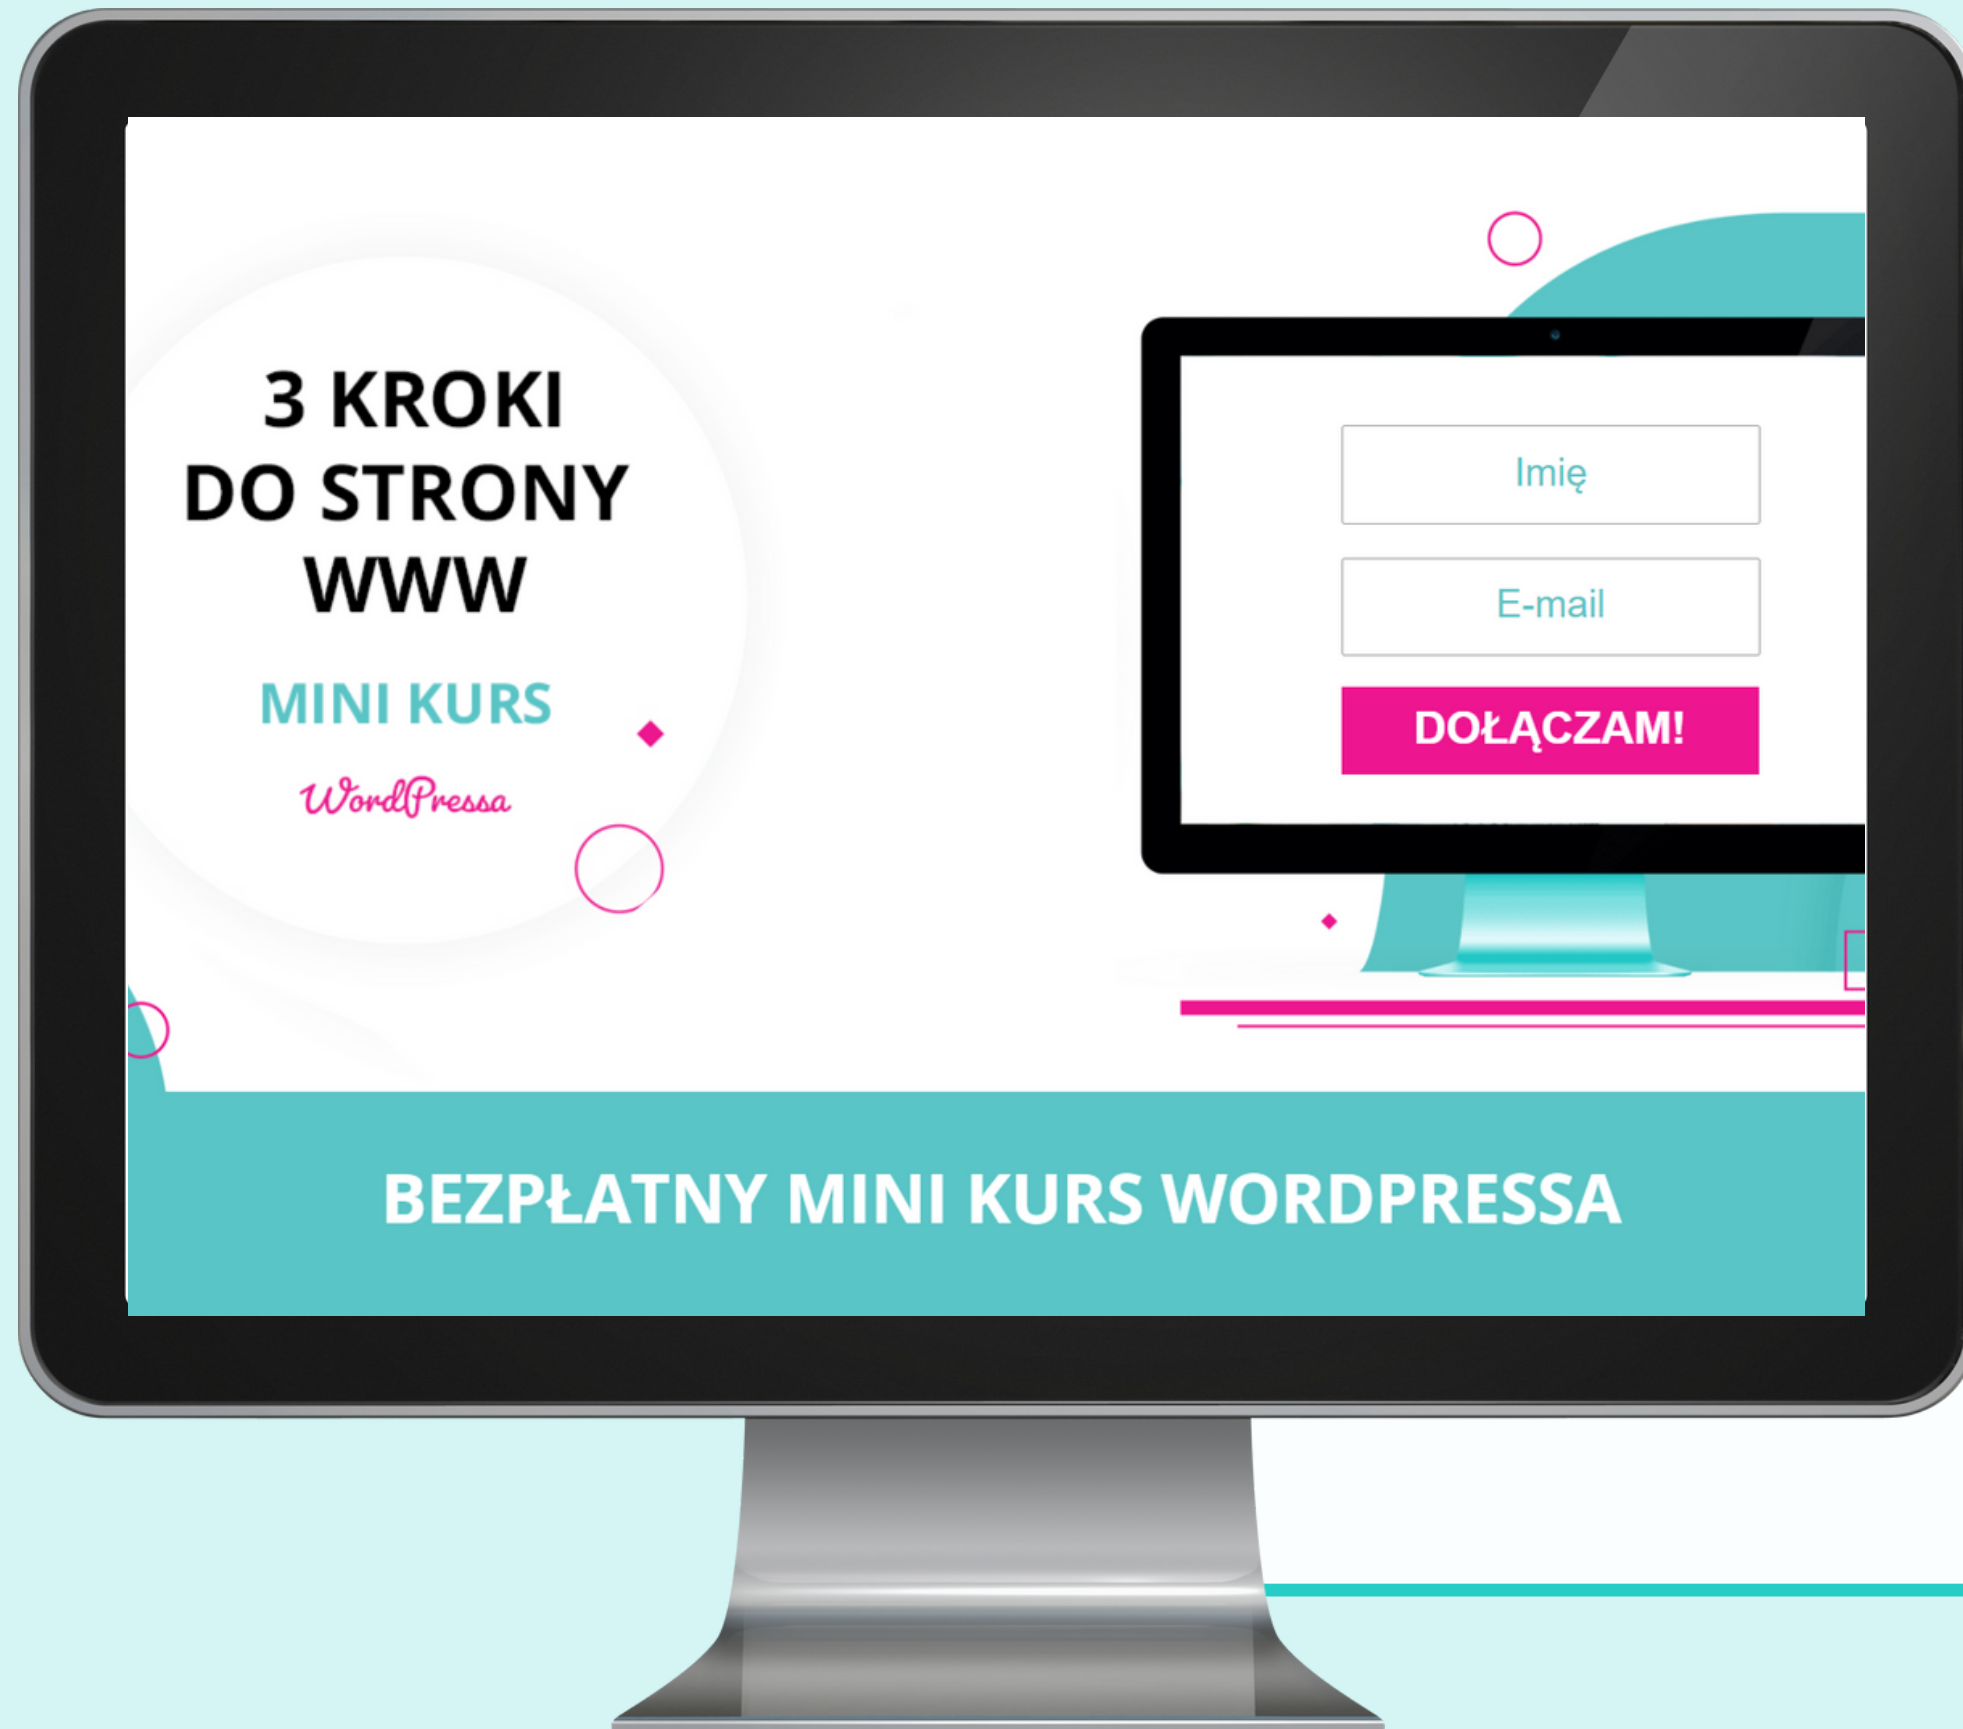 3 KROKI
DO STRONY
WWW
MINI KURS
WordPressa
Imię
E-mail
DOŁĄCZAM!
BEZPŁATNY MINI KURS WORDPRESSA